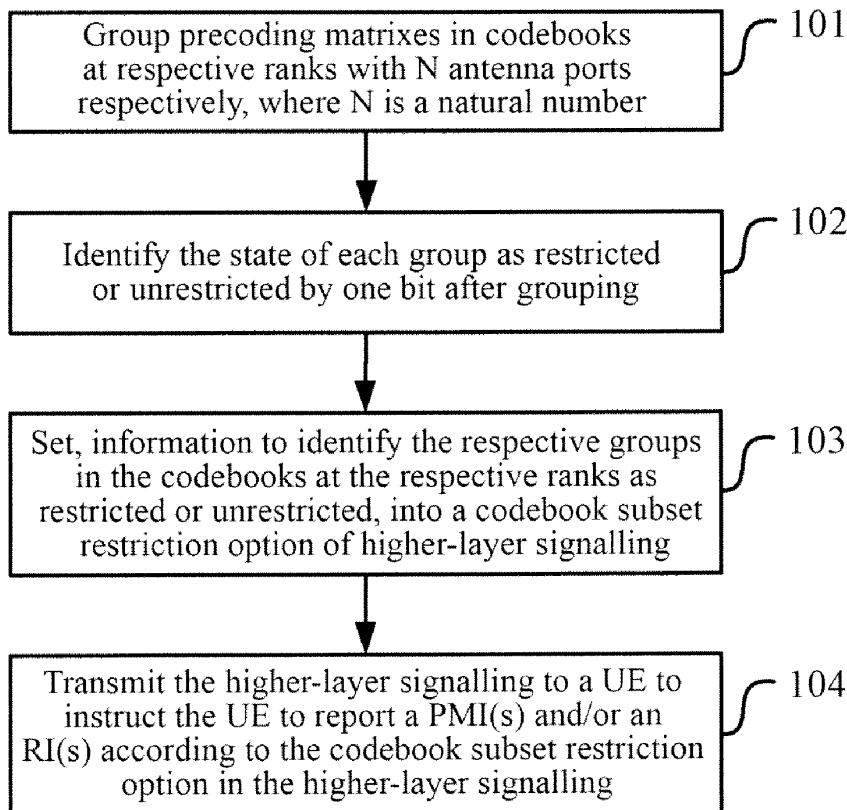 Group precoding matrixes in codebooks
at respective ranks with N antenna ports
respectively, where N is a natural number
101
Identify the state of each group as restricted
or unrestricted by one bit after grouping
102
Set, information to identify the respective groups
in the codebooks at the respective ranks as
restricted or unrestricted, into a codebook subset
restriction option of higher-layer signalling
103
Transmit the higher-layer signalling to a UE to
instruct the UE to report a PMI(s) and/or an
RI(s) according to the codebook subset restriction
option in the higher-layer signalling
104